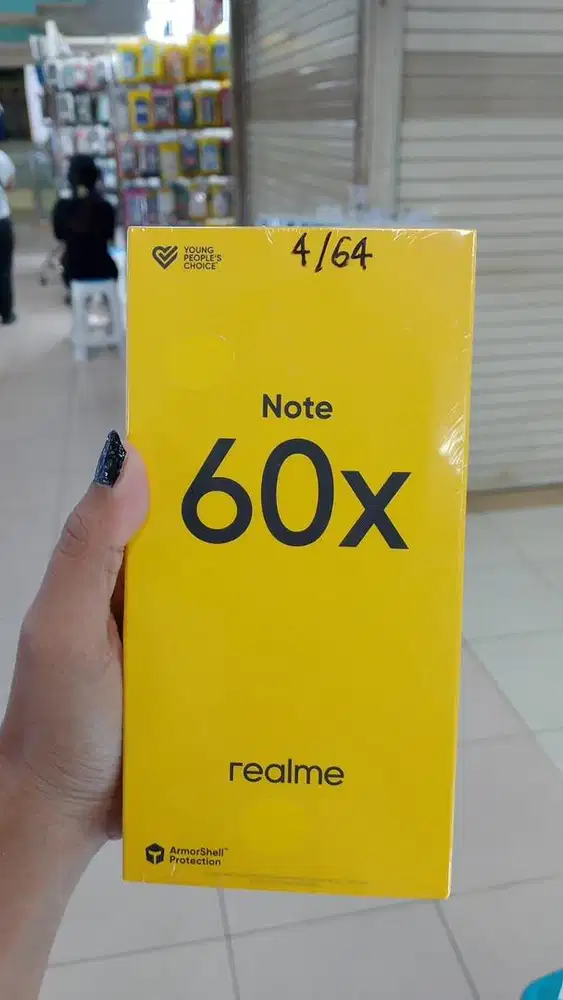 YOUNG
PEOPLE'S
CHOICE
4/64
Note
60x
realme
ArmorShell™
Protection